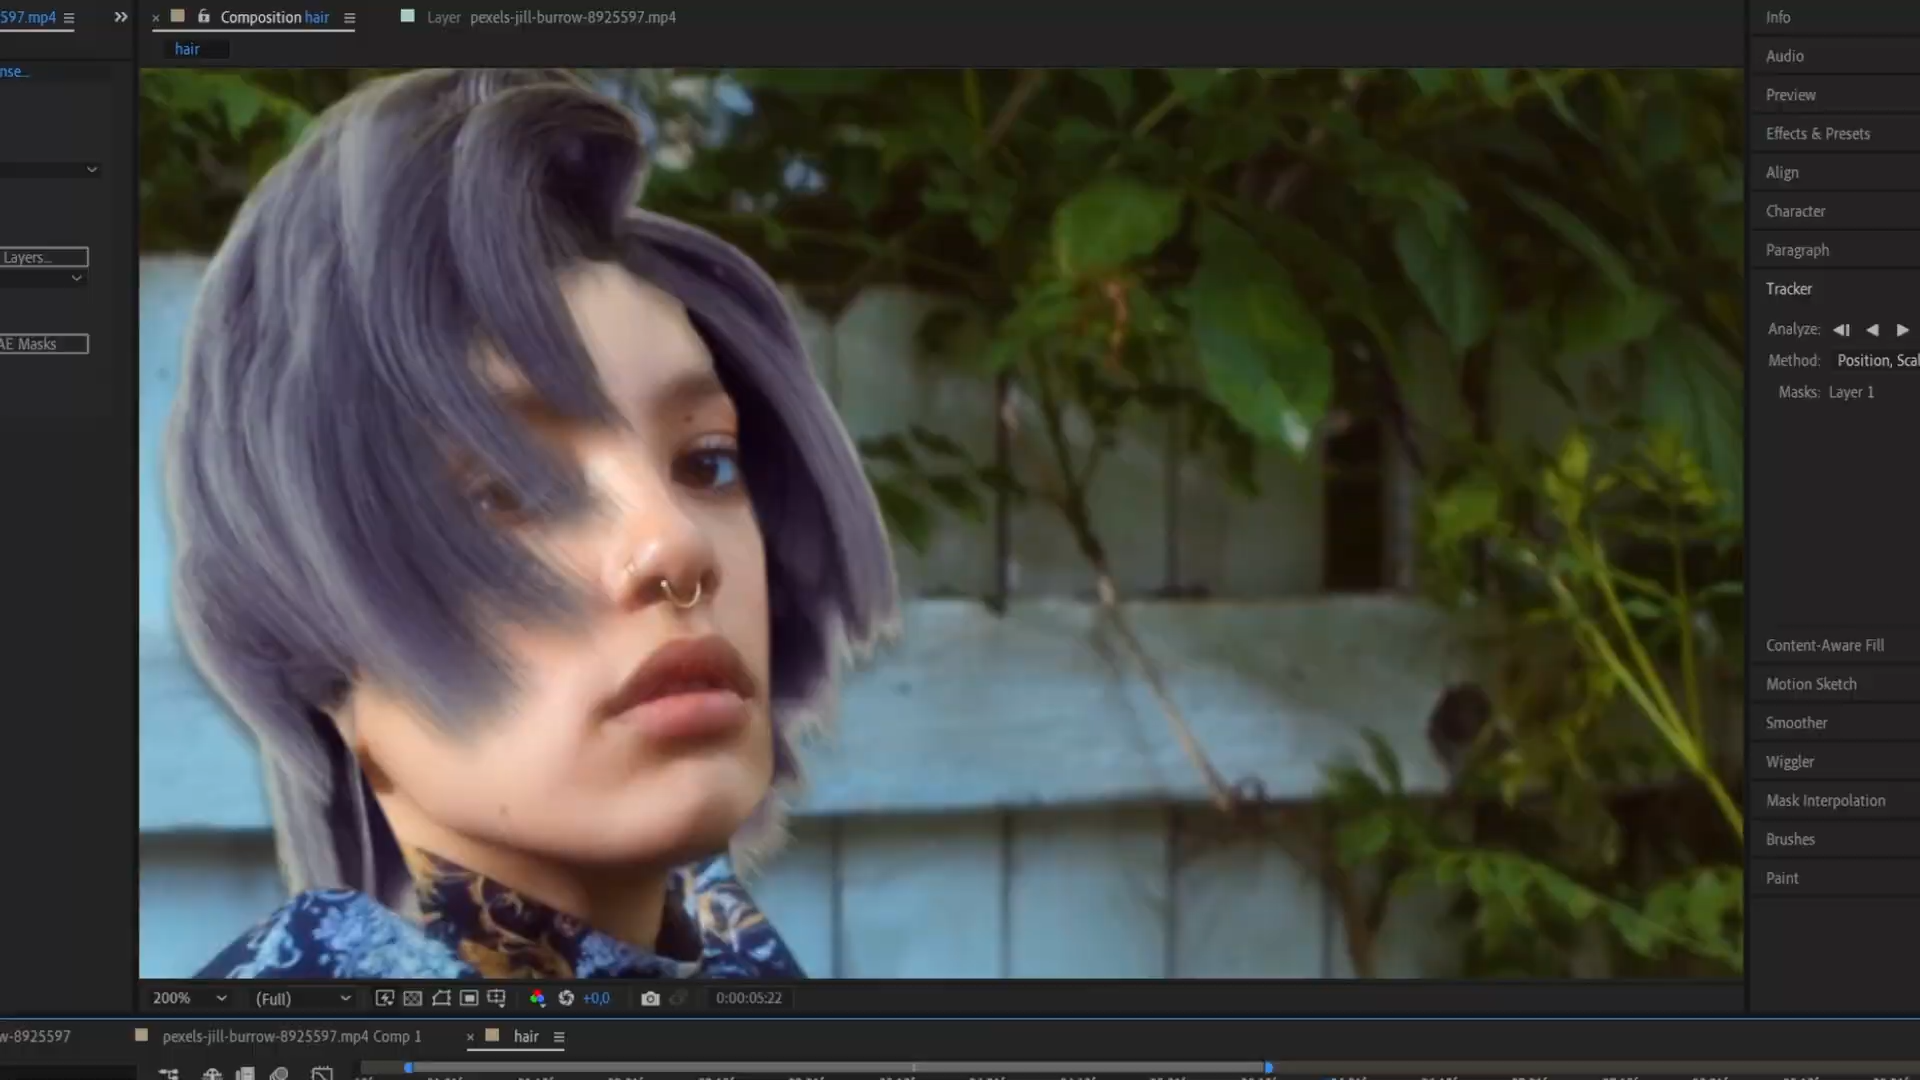 597.mp4
Composition hair
Layer pexels-jill-burrow-8925597.mp4
hair
nse...
Layers...
AE Masks
Info
Audio
Preview
Effects & Presets
Align
Character
Paragraph
Tracker
Analyze:
Method: Position, Scal
Masks: Layer 1
Content-Aware Fill
Motion Sketch
Smoother
Wiggler
Mask Interpolation
Brushes
Paint
200% (Full) +0,0 0:00:05:22
w-8925597 pexels-jill-burrow-8925597.mp4 Comp 1 hair